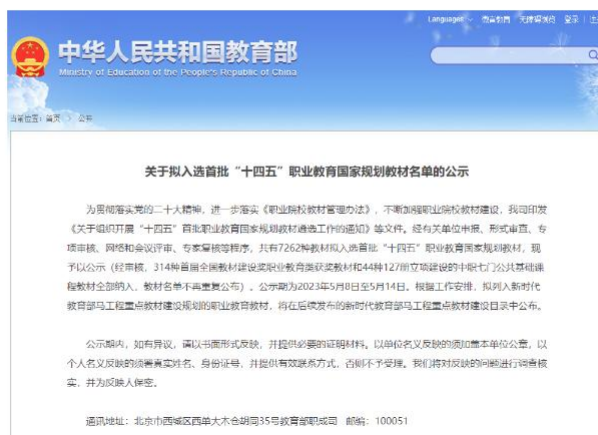 Languages
微言教育 无障碍浏览 登录
中华人民共和国教育部
Ministry of Education of the People's Republic of China
当前位置：首页 > 公开
关于拟入选首批“十四五”职业教育国家规划教材名单的公示
为贯彻落实党的二十大精神，进一步落实《职业院校教材管理办法》，不断加强职业院校教材建设，我司印发
《关于组织开展“十四五”首批职业教育国家规划教材遴选工作的通知》等文件。经有关单位申报、形式审查、专
项审核、网络和会议评审、专家复核等程序，共有7262种教材拟入选首批“十四五”职业教育国家规划教材，现
予以公示（经审核，314种首届全国教材建设奖职业教育类获奖教材和44种127册立项建设的中职七门公共基础课
程教材全部纳入，教材名单不再重复公布）。公示期为2023年5月8日至5月14日。根据工作安排，拟列入新时代
教育部马工程重点教材建设规划的职业教育教材，将在后续发布的新时代教育部马工程重点教材建设目录中公布。
公示期内，如有异议，请以书面形式反映，并提供必要的证明材料。以单位名义反映的须加盖本单位公章，以
个人名义反映的须署真实姓名、身份证号，并提供有效联系方式，否则不予受理。我们将对反映的问题进行调查核
实，并为反映人保密。
通讯地址：北京市西城区西单大木仓胡同35号教育部职成司 邮编：100051